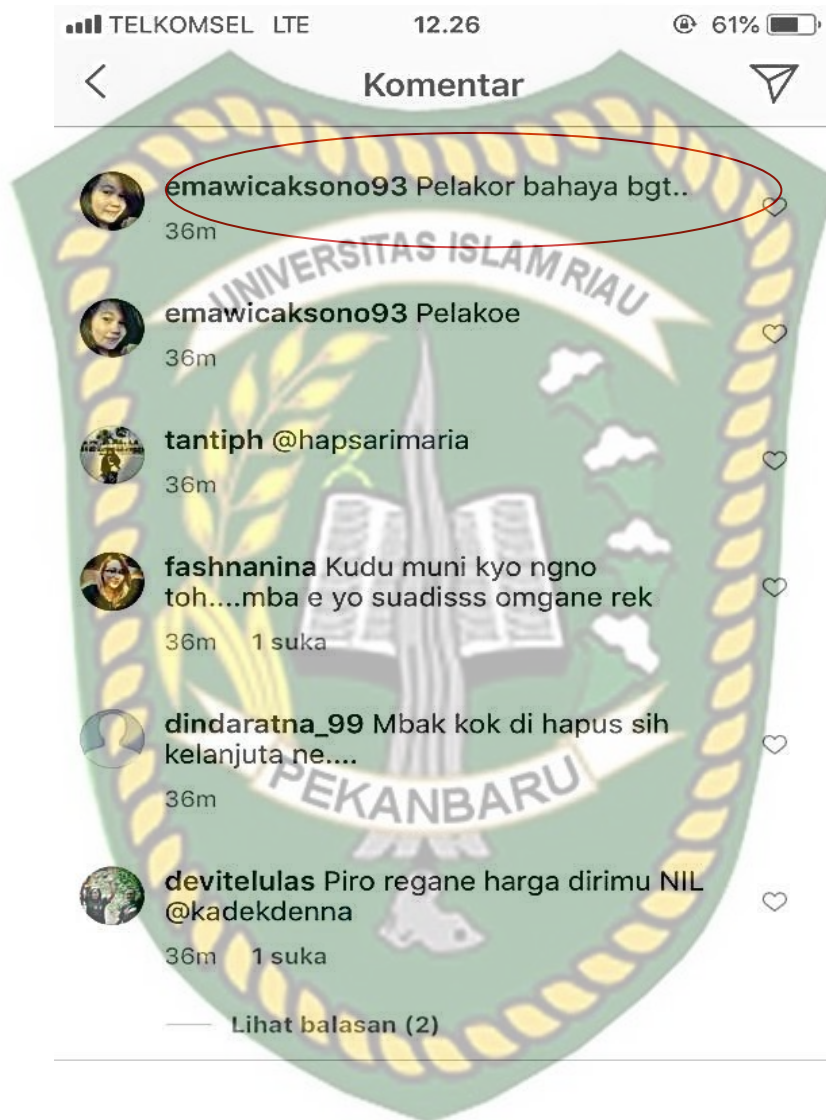 TELKOMSEL LTE 12.26 61%
Komentar
emawicaksono93 Pelakor bahaya bgt..
36m
UNIVERSITAS ISLAM RIAU
emawicaksono93 Pelakoe
36m
tantiph @hapsarimaria
36m
fashnanina Kudu muni kyo ngno
toh....mba e yo suadisss omgane rek
36m 1 suka
dindaratna_99 Mbak kok di hapus sih
kelanjuta ne....
36m
PEKANBARU
devitelulas Piro regane harga dirimu NIL
@kadekdenna
36m 1 suka
Lihat balasan (2)